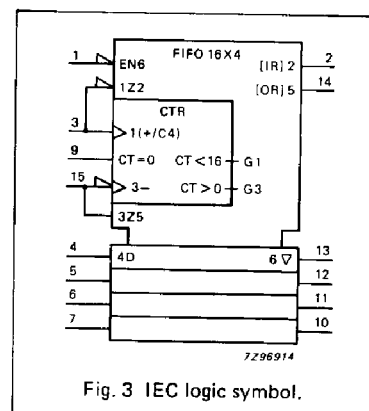 FIFO 16X4
1
EN6
[IR] 2
2
1Z2
[OR] 5
14
CTR
3
1(+/C4)
9
CT=0
CT<16
G1
15
3−
CT>0
G3
3Z5
4
4D
6 ▽
13
5
12
6
11
7
10
7Z96914
Fig. 3 IEC logic symbol.